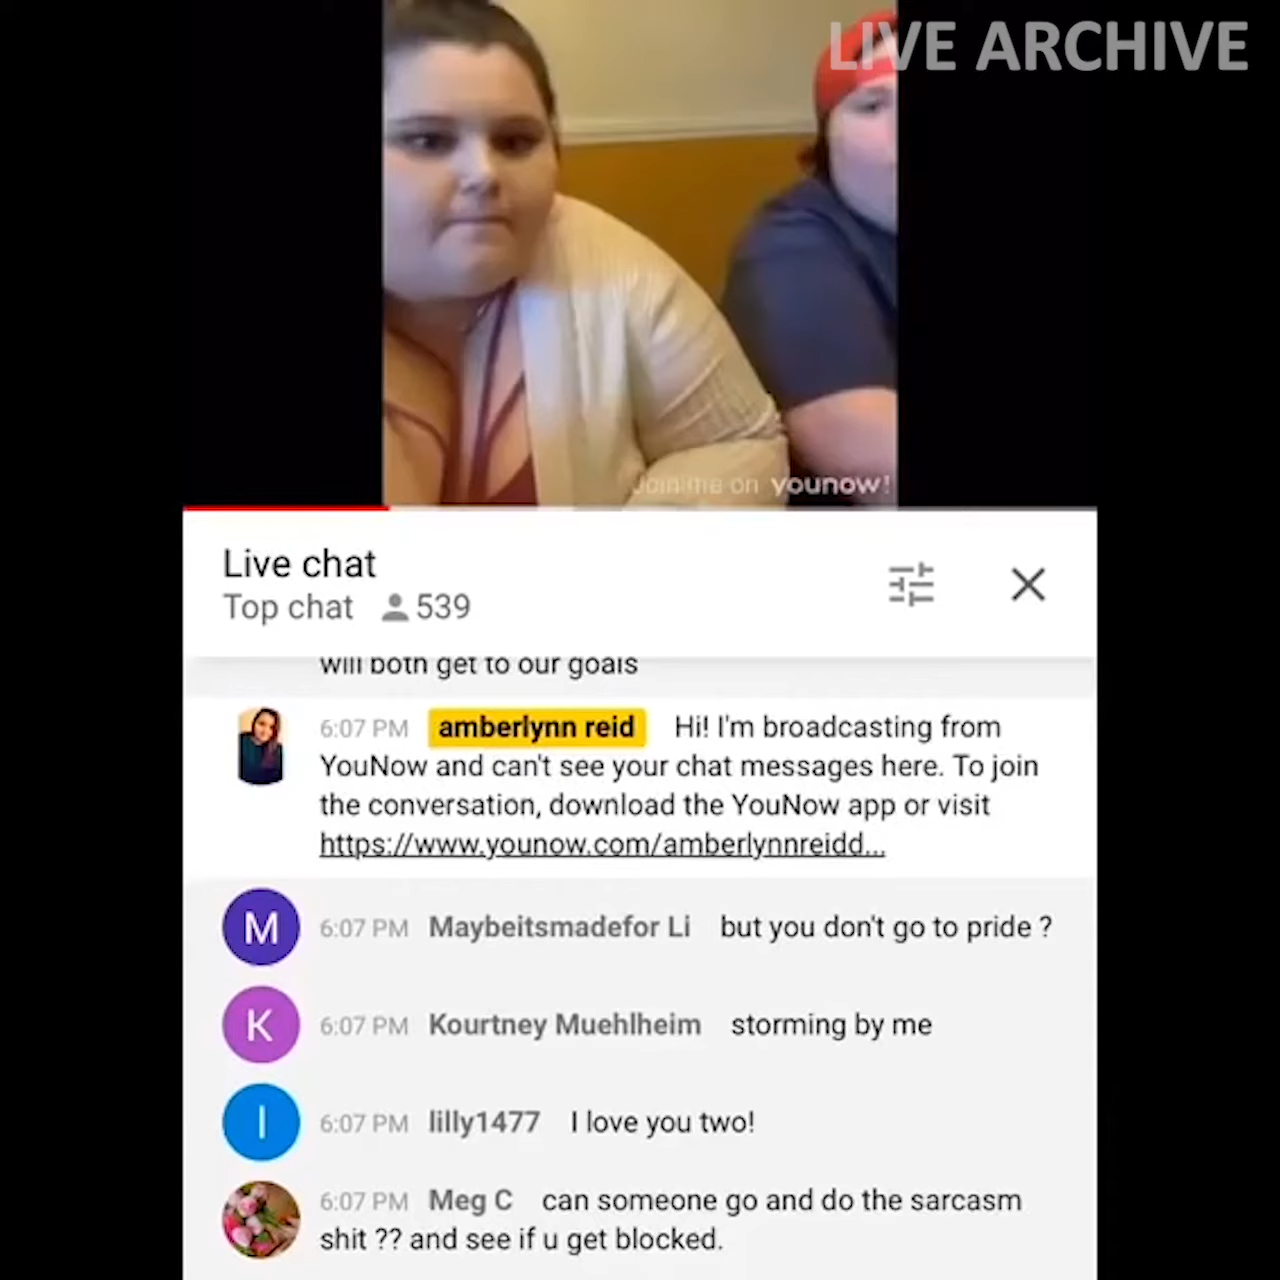 LIVE ARCHIVE
Join me on younow!
Live chat
Top chat 539
will both get to our goals
6:07 PM amberlynn reid Hi! I'm broadcasting from
YouNow and can't see your chat messages here. To join
the conversation, download the YouNow app or visit
https://www.younow.com/amberlynnreidd...
M 6:07 PM Maybeitsmadefor Li but you don't go to pride ?
K 6:07 PM Kourtney Muehlheim storming by me
l 6:07 PM lilly1477 I love you two!
6:07 PM Meg C can someone go and do the sarcasm
shit ?? and see if u get blocked.